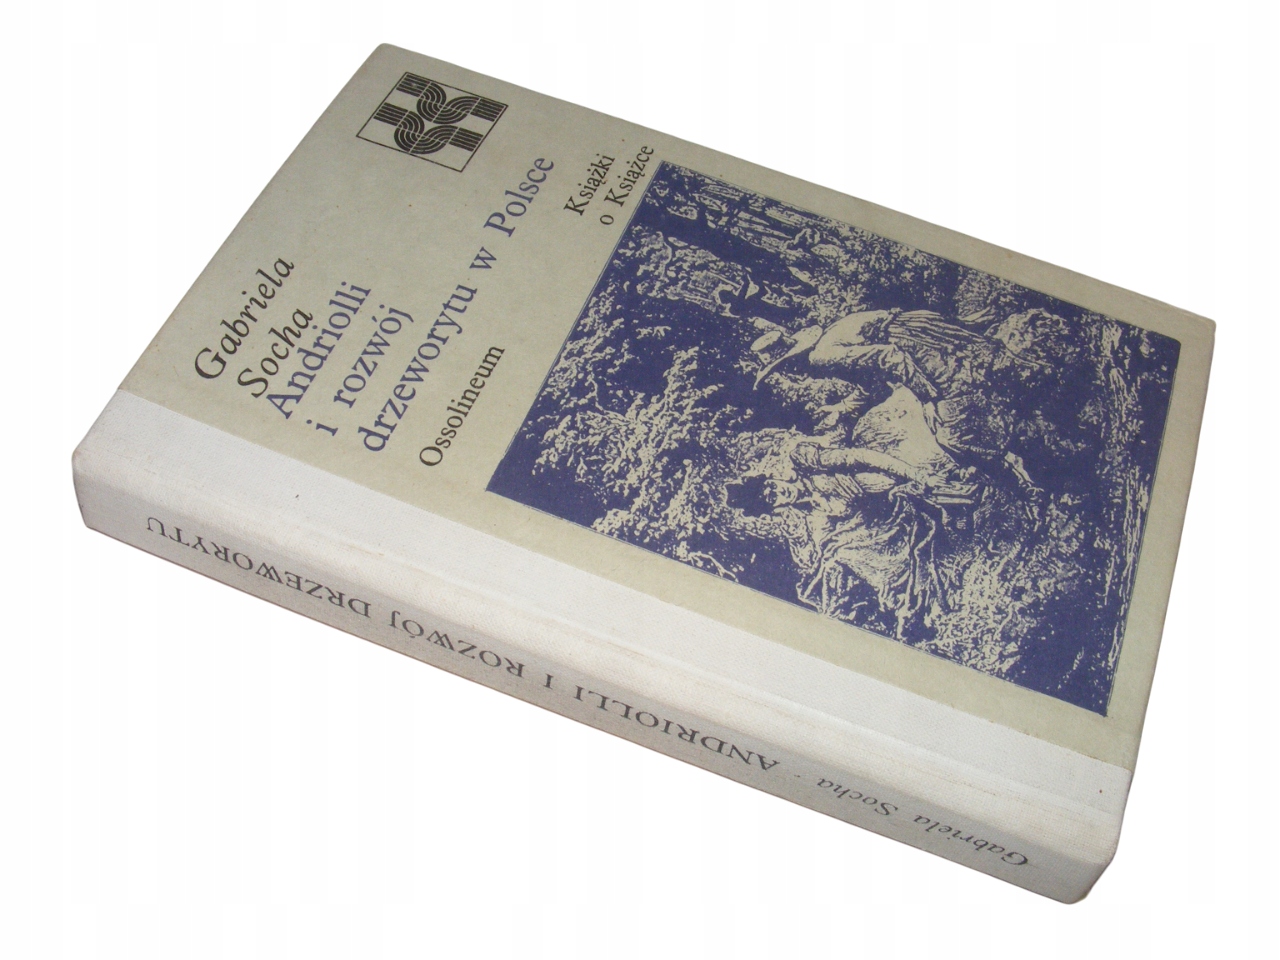 Gabriela
Socha
Andriolli
i rozwój
drzeworytu w Polsce
Ossolineum
Książki
o Książce
Gabriela Socha · ANDRIOLLI I ROZWÓJ DRZEWORYTU